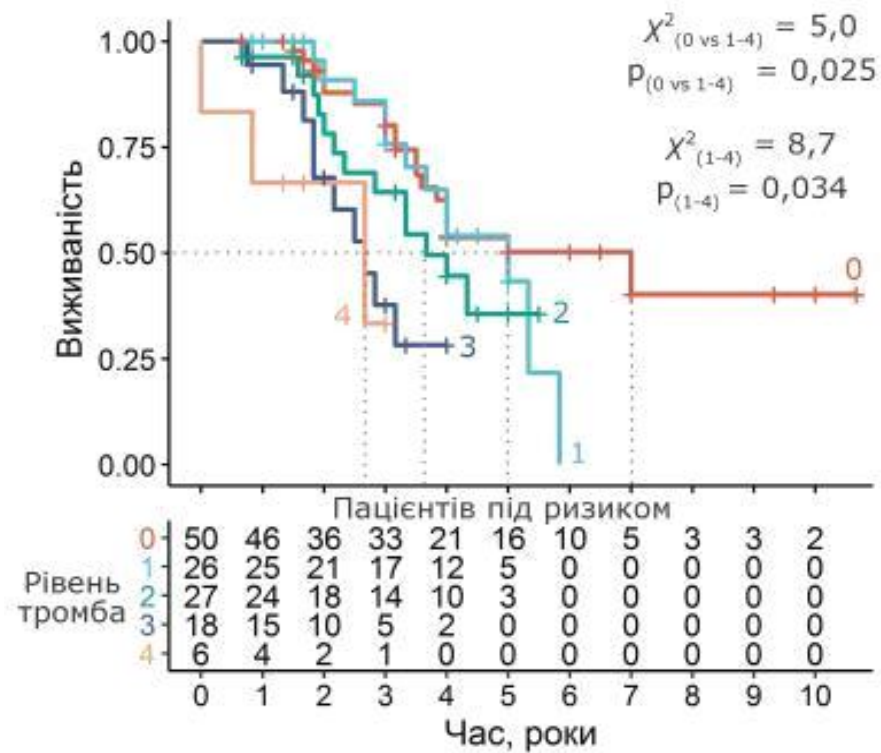 χ²(0 vs 1-4) = 5,0
p(0 vs 1-4) = 0,025
χ²(1-4) = 8,7
p(1-4) = 0,034
Виживаність
1.00
0.75
0.50
0.25
0.00
0
2
4
3
1
Пацієнтів під ризиком
Рівень
тромба
0 50 46 36 33 21 16 10 5 3 3 2
1 26 25 21 17 12 5 0 0 0 0 0
2 27 24 18 14 10 3 0 0 0 0 0
3 18 15 10 5 2 0 0 0 0 0 0
4 6 4 2 1 0 0 0 0 0 0 0
0 1 2 3 4 5 6 7 8 9 10
Час, роки